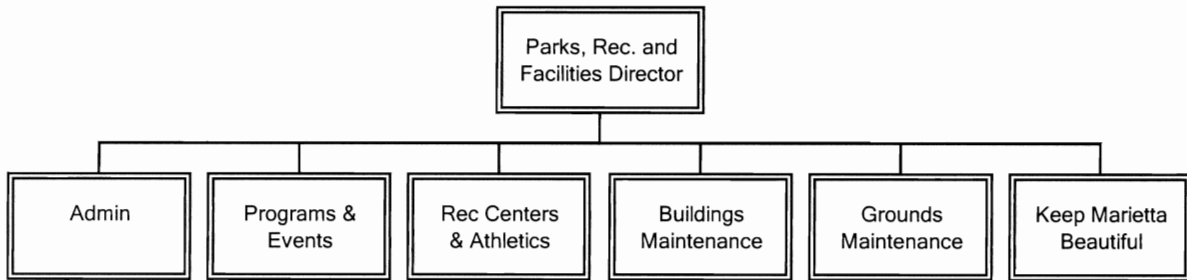 Parks, Rec. and
Facilities Director
Admin
Programs &
Events
Rec Centers
& Athletics
Buildings
Maintenance
Grounds
Maintenance
Keep Marietta
Beautiful